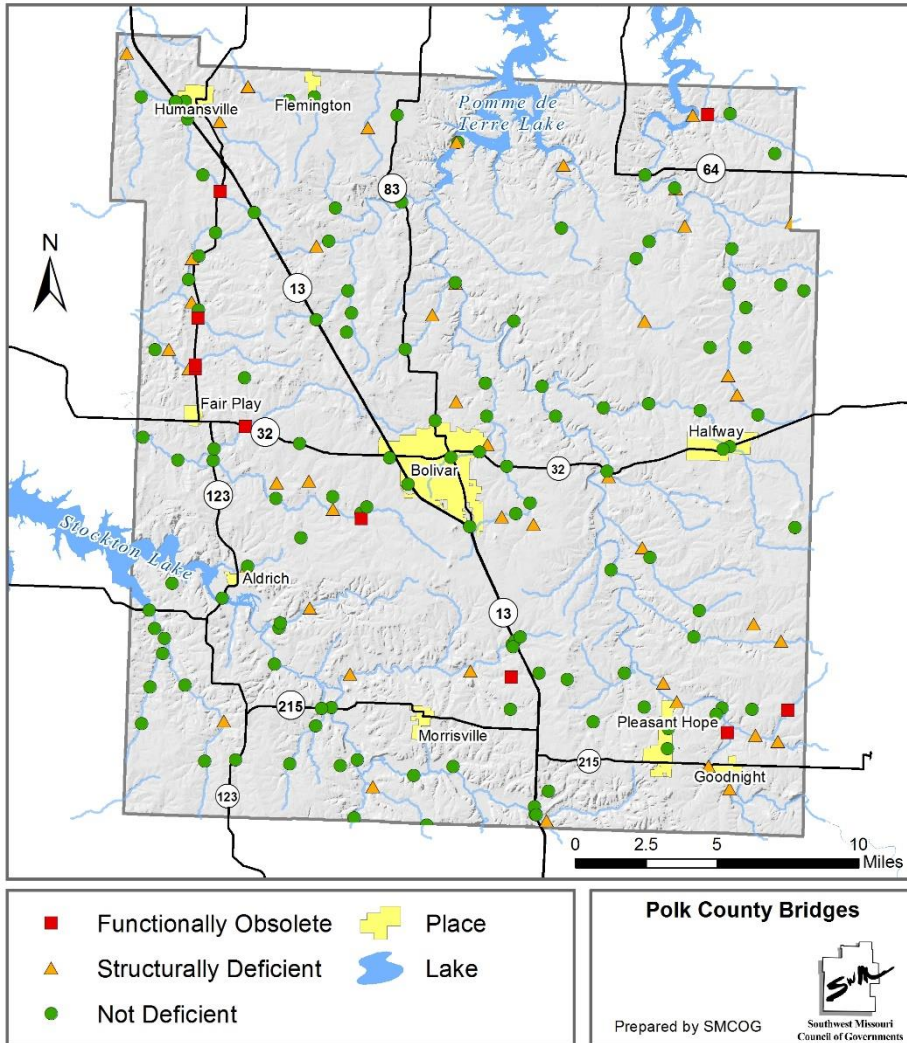 Humansville
Flemington
Pomme de
Terre Lake
64
83
N
13
Fair Play
32
Halfway
Bolivar
32
123
Stockton Lake
Aldrich
13
215
Pleasant Hope
Morrisville
215
Goodnight
123
0 2.5 5 10
Miles
Functionally Obsolete
Place
Structurally Deficient
Lake
Not Deficient
Polk County Bridges
Prepared by SMCOG
SWM
Southwest Missouri
Council of Governments